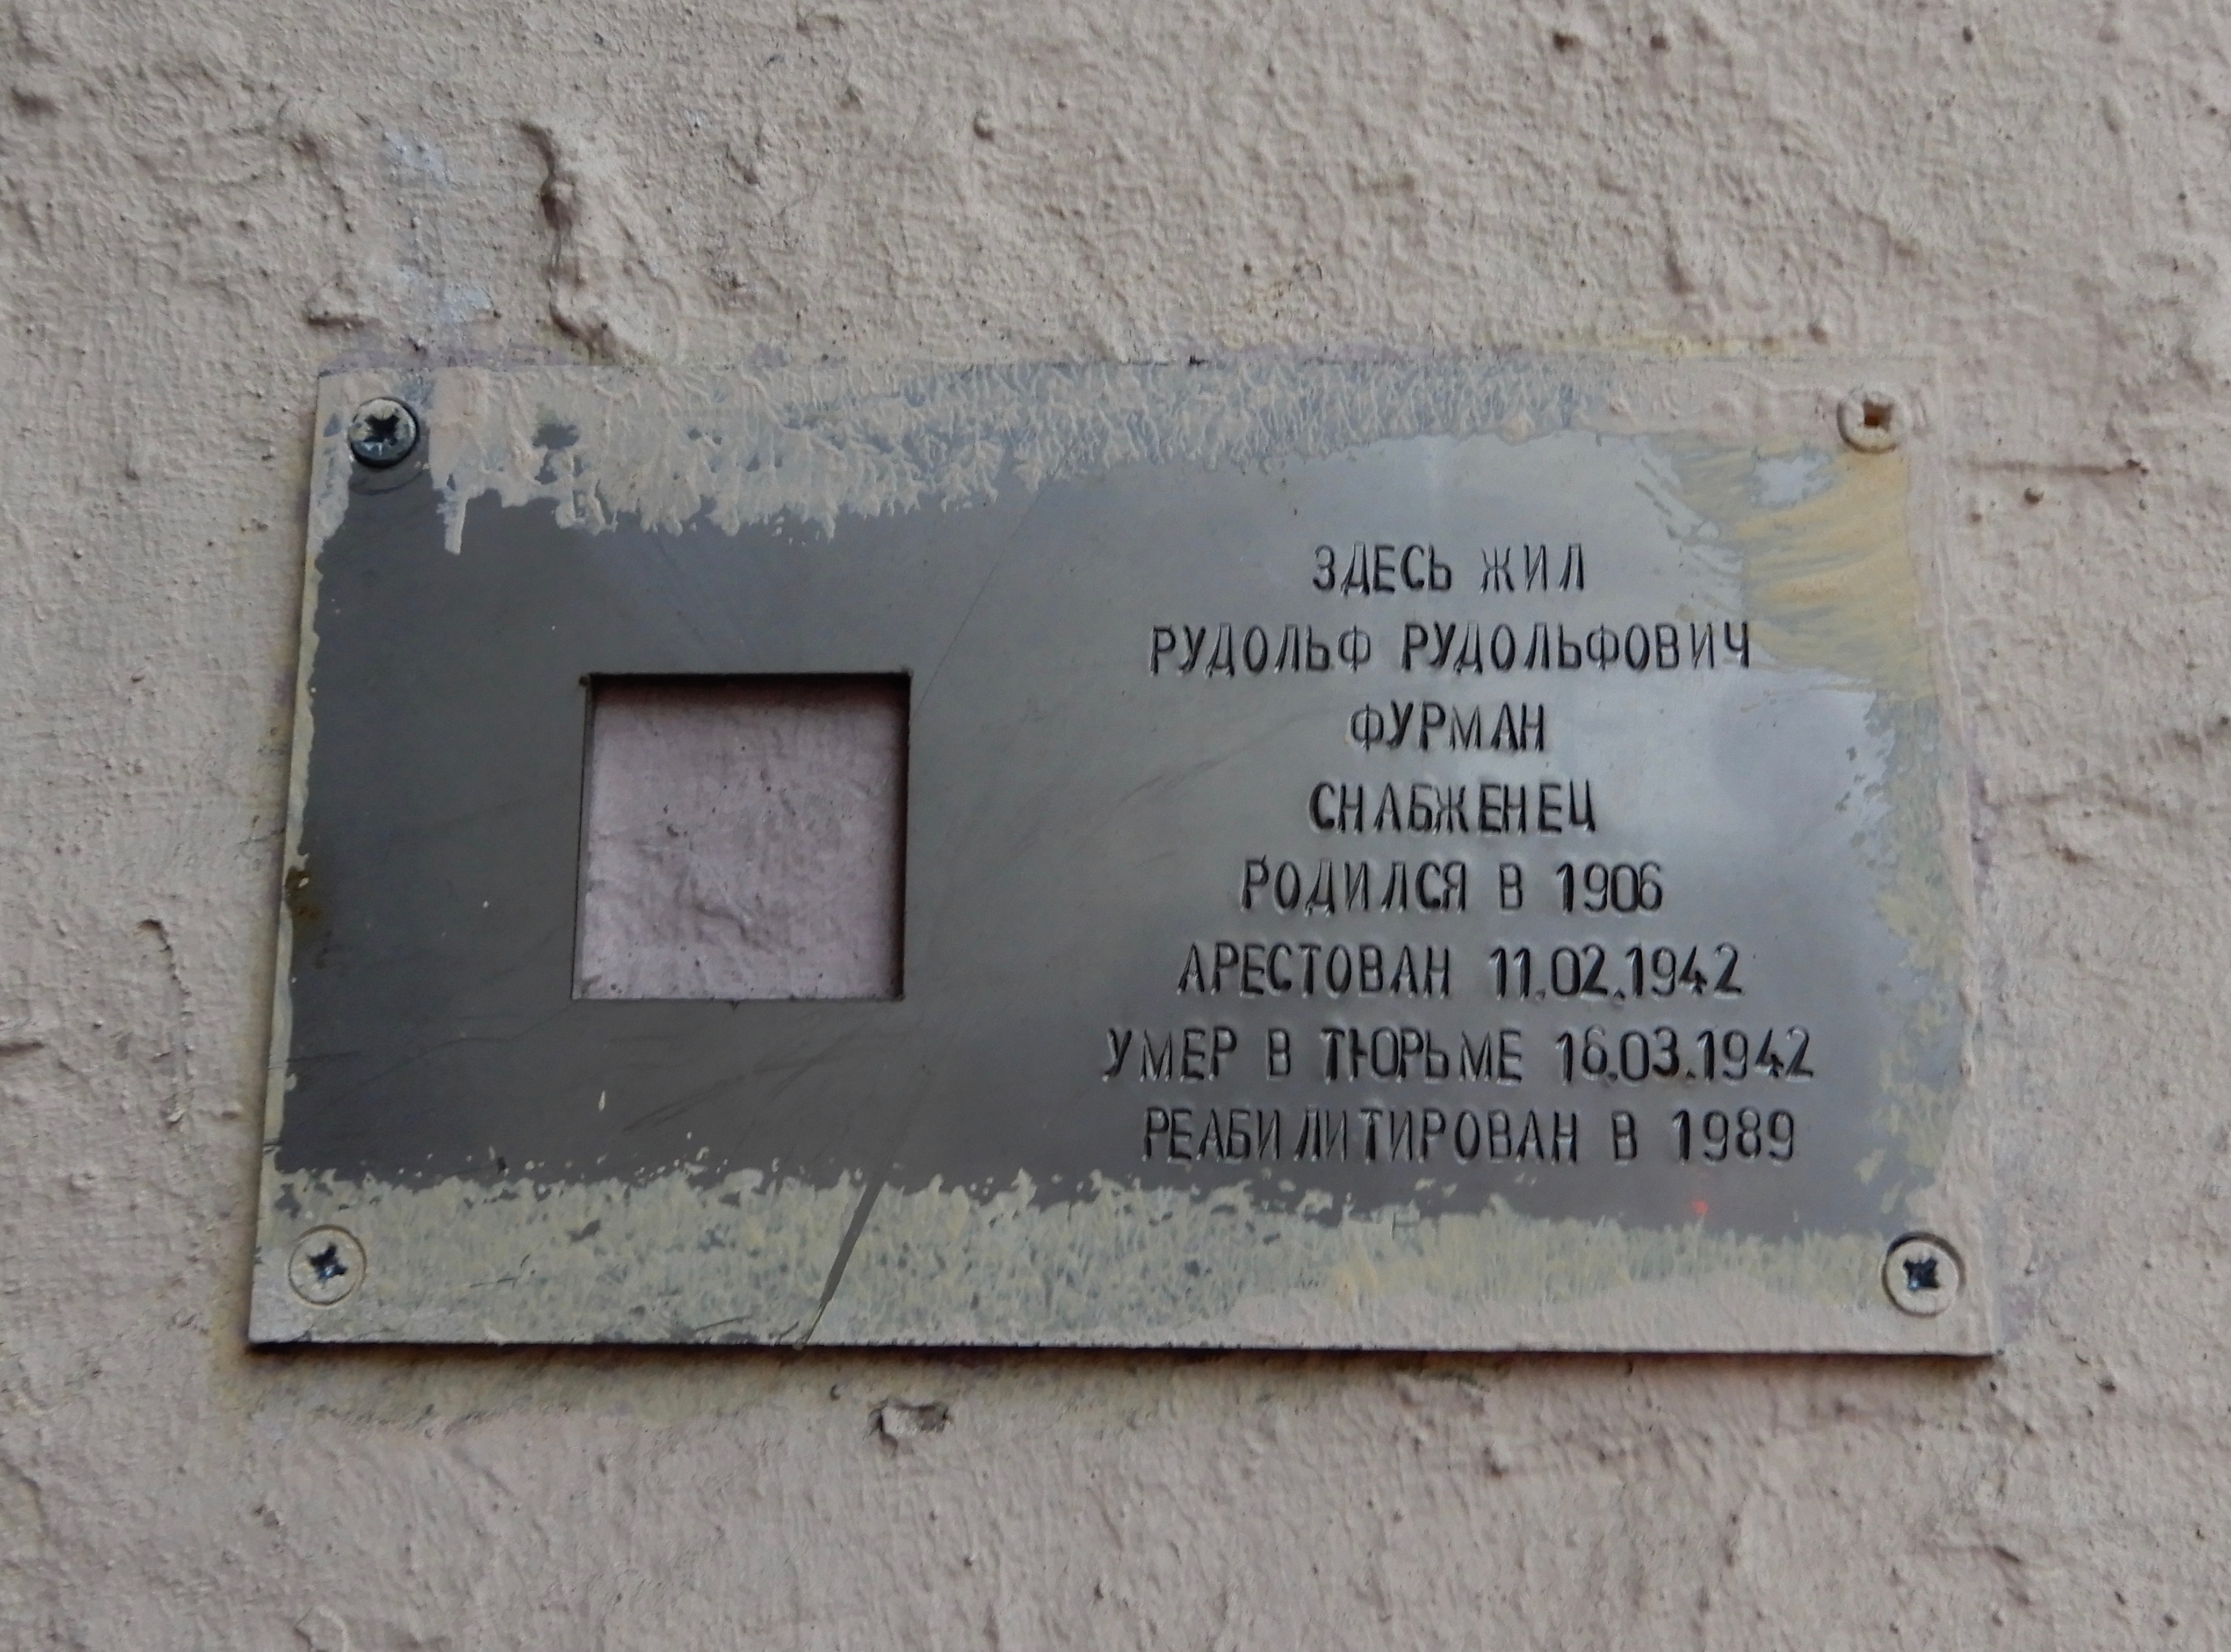 ЗДЕСЬ ЖИЛ
РУДОЛЬФ РУДОЛЬФОВИЧ
ФУРМАН
СНАБЖЕНЕЦ
РОДИЛСЯ В 1906
АРЕСТОВАН 11.02.1942
УМЕР В ТЮРЬМЕ 16.03.1942
РЕАБИЛИТИРОВАН В 1989